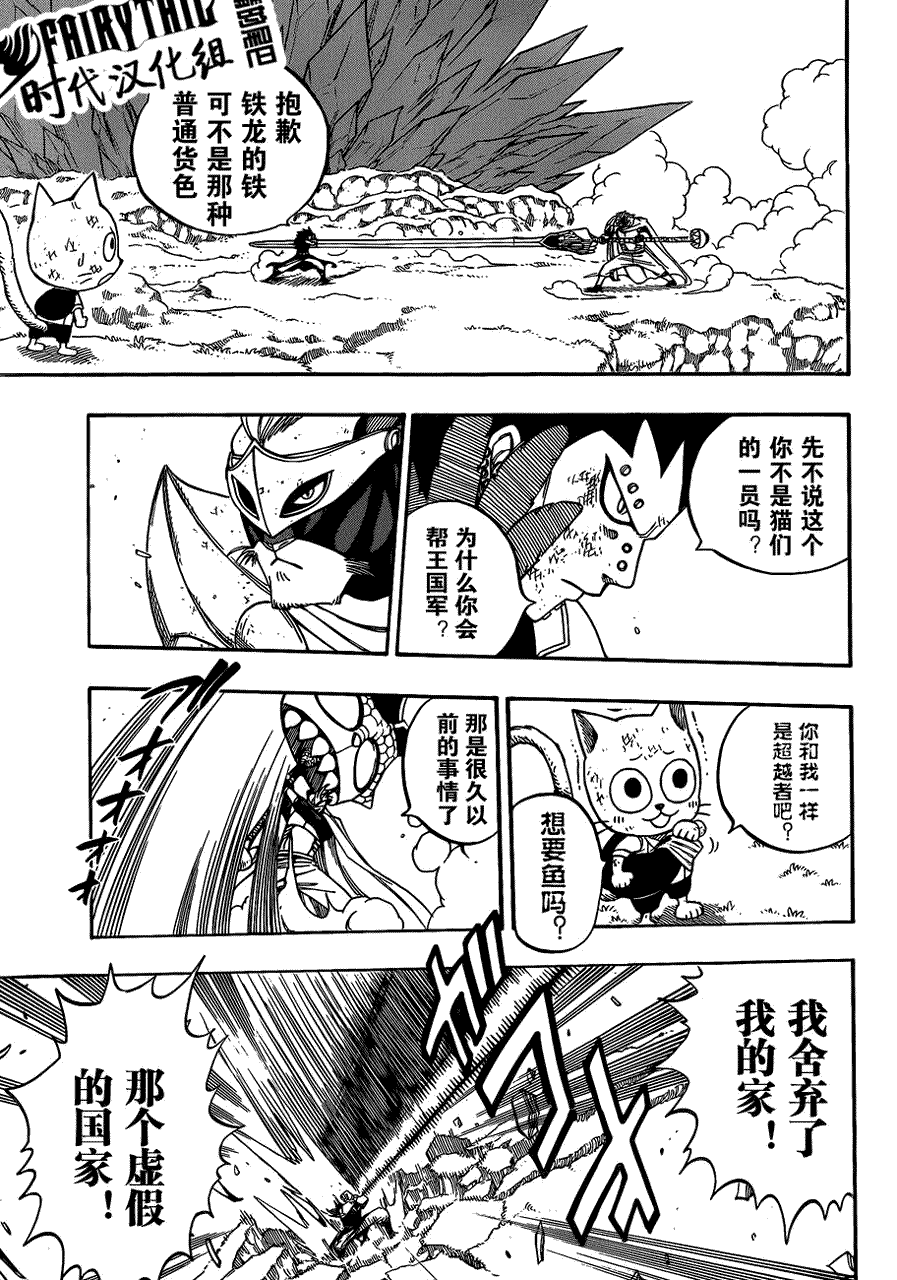 FAIRYTAIL
时代汉化组
抱歉
铁龙的铁
可不是那种
普通货色
先不说这个
你不是猫们
的一员吗？
为什么你会
帮王国军？
你和我一样
是超越者吧？
想要鱼吗？
那是很久以
前的事情了
我舍弃了
我的家！
那个虚假
的国家！